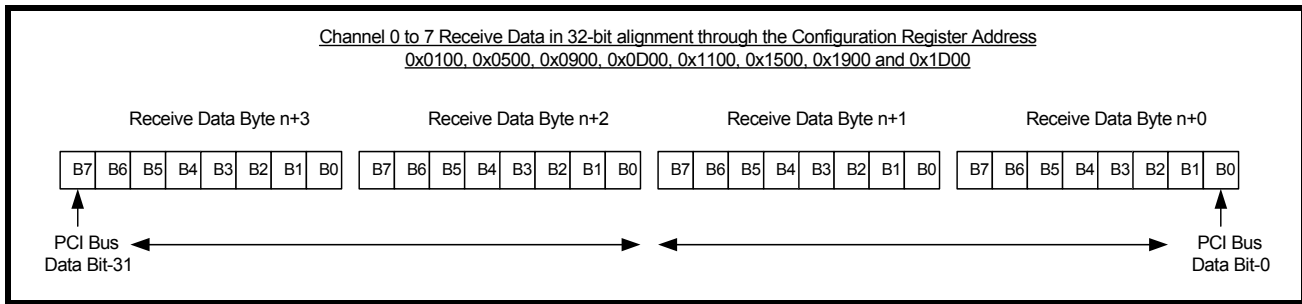 Channel 0 to 7 Receive Data in 32-bit alignment through the Configuration Register Address
0x0100, 0x0500, 0x0900, 0x0D00, 0x1100, 0x1500, 0x1900 and 0x1D00
Receive Data Byte n+3 Receive Data Byte n+2 Receive Data Byte n+1 Receive Data Byte n+0
B7 B6 B5 B4 B3 B2 B1 B0 B7 B6 B5 B4 B3 B2 B1 B0 B7 B6 B5 B4 B3 B2 B1 B0 B7 B6 B5 B4 B3 B2 B1 B0
PCI Bus PCI Bus
Data Bit-31 Data Bit-0